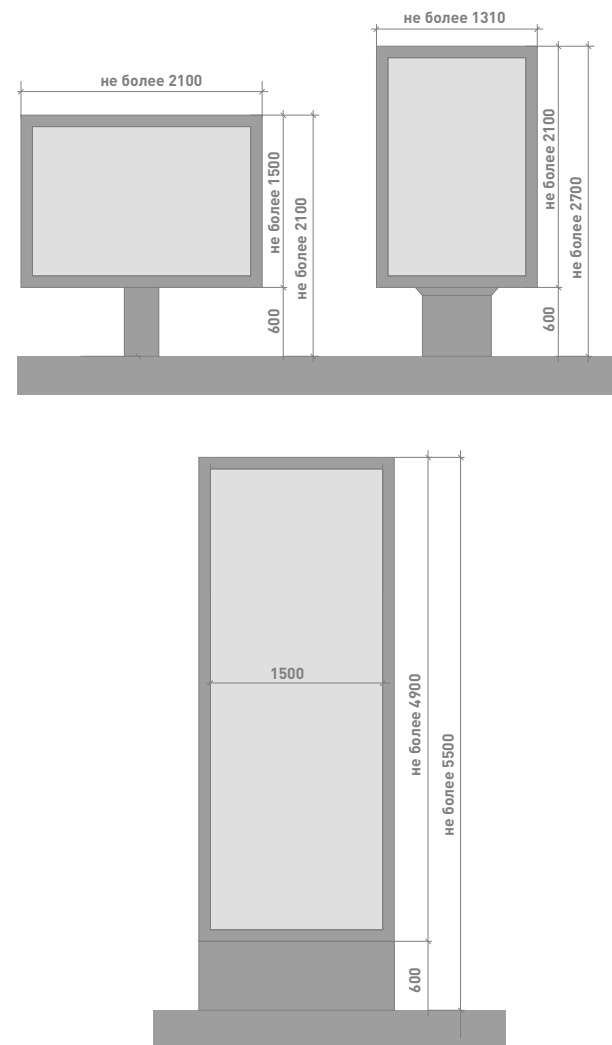 не более 2100
не более 1500
не более 2100
600
не более 1310
не более 2100
не более 2700
600
1500
не более 4900
не более 5500
600